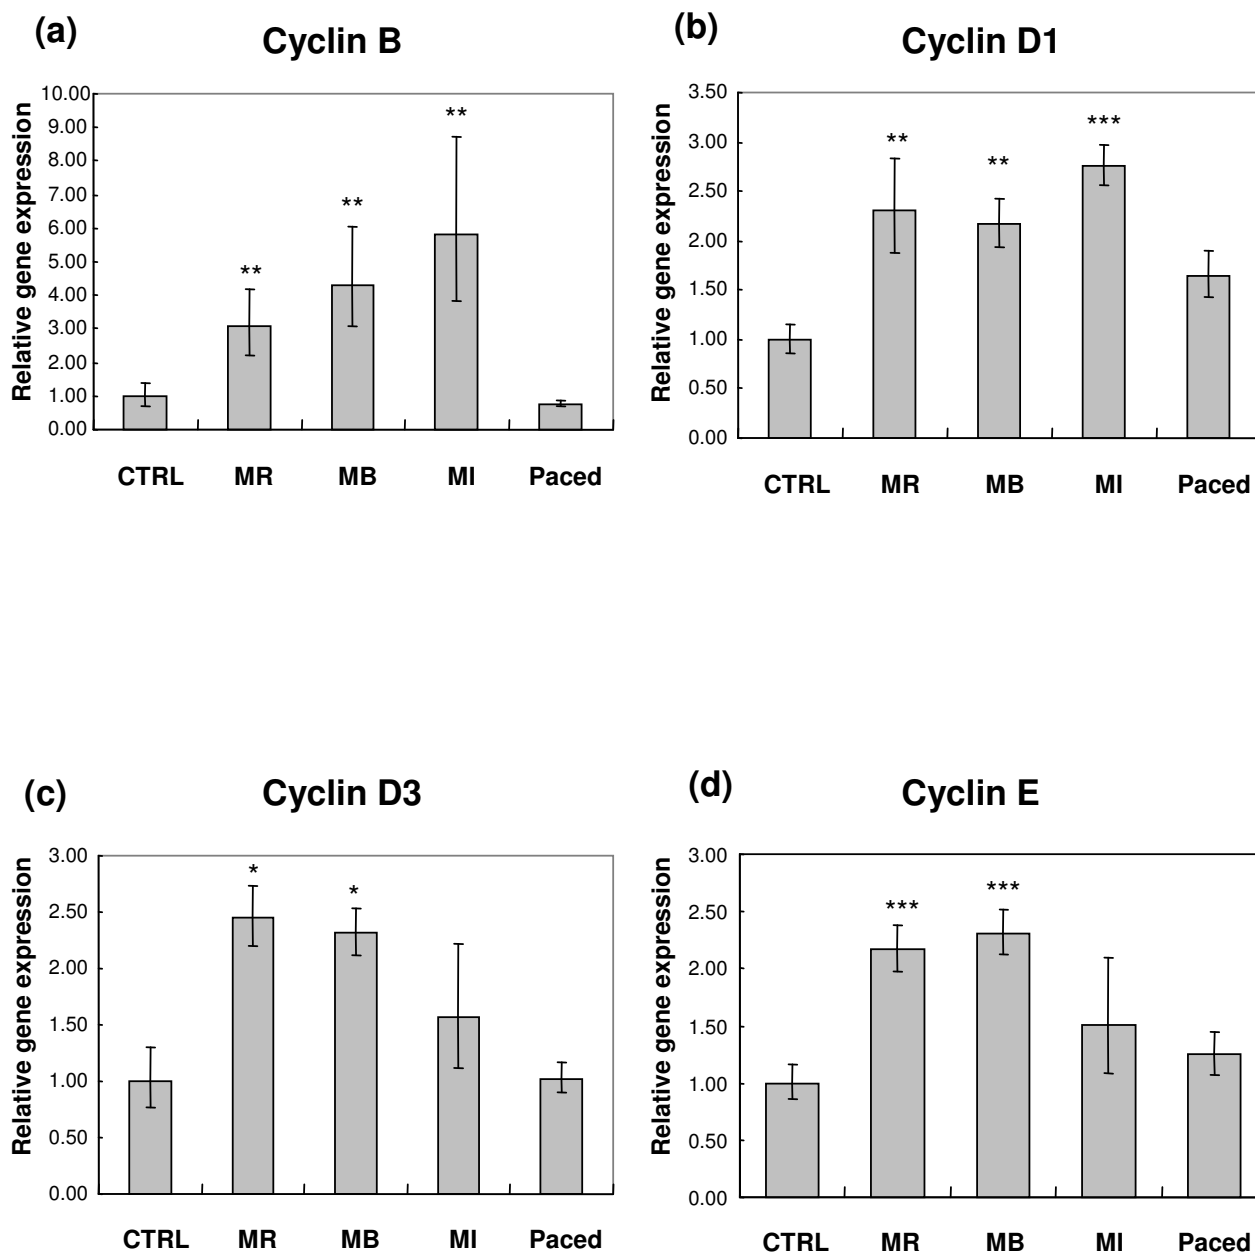 (a)
Cyclin B
Relative gene expression
10.00
9.00
8.00
7.00
6.00
5.00
4.00
3.00
2.00
1.00
0.00
**
**
**
CTRL MR MB MI Paced
(b)
Cyclin D1
Relative gene expression
3.50
3.00
2.50
2.00
1.50
1.00
0.50
0.00
**
**
***
CTRL MR MB MI Paced
(c)
Cyclin D3
Relative gene expression
3.00
2.50
2.00
1.50
1.00
0.50
0.00
*
*
CTRL MR MB MI Paced
(d)
Cyclin E
Relative gene expression
3.00
2.50
2.00
1.50
1.00
0.50
0.00
***
***
CTRL MR MB MI Paced